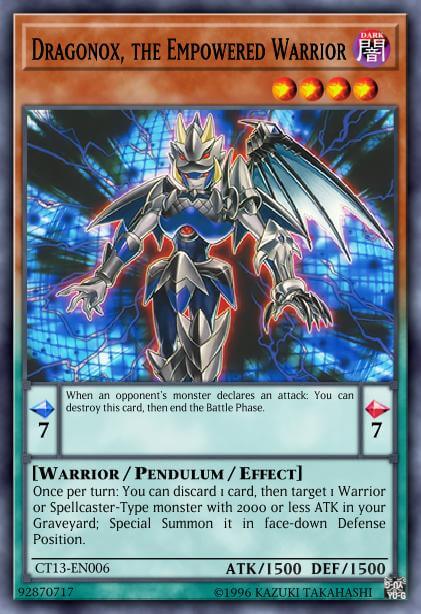 DRAGONOX, THE EMPOWERED WARRIOR
DARK
闇
When an opponent's monster declares an attack: You can
destroy this card, then end the Battle Phase.
7
7
[WARRIOR / PENDULUM / EFFECT]
Once per turn: You can discard 1 card, then target 1 Warrior
or Spellcaster-Type monster with 2000 or less ATK in your
Graveyard; Special Summon it in face-down Defense
Position.
CT13-EN006
ATK/1500 DEF/1500
92870717
©1996 KAZUKI TAKAHASHI